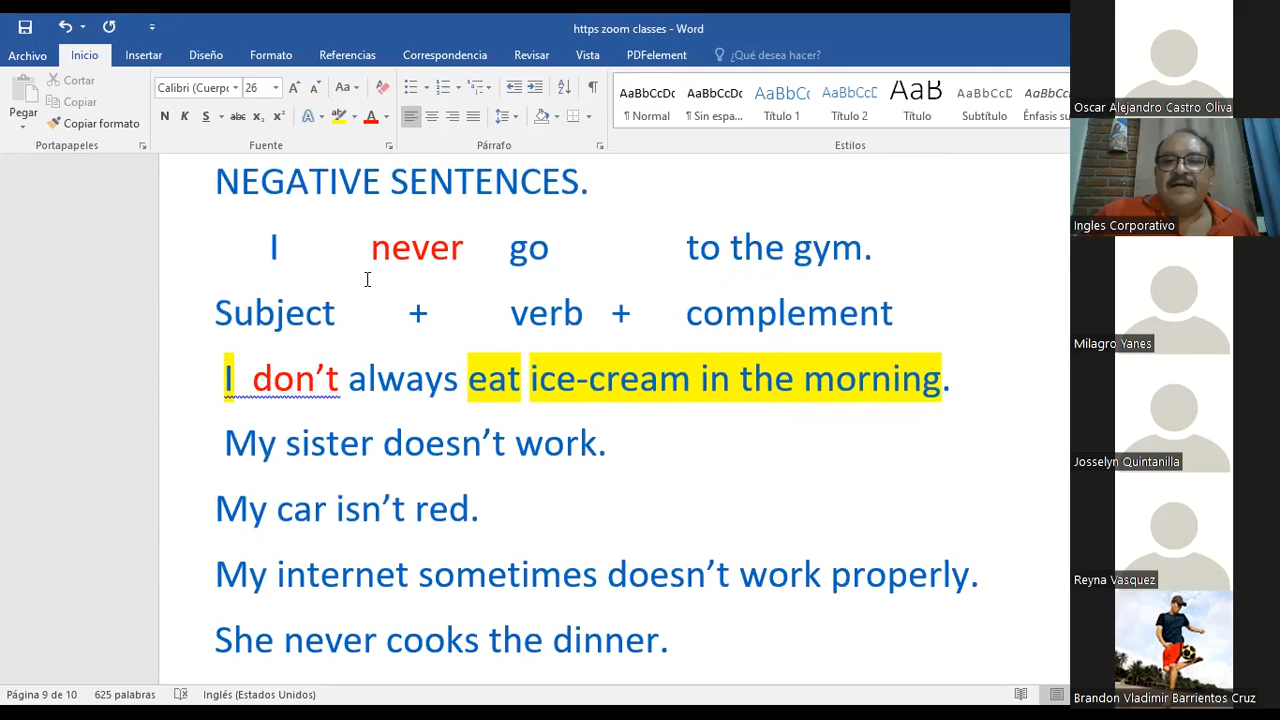 https zoom classes - Word
Archivo Inicio Insertar Diseño Formato Referencias Correspondencia Revisar Vista PDFelement ¿Qué desea hacer?
Pegar
Cortar
Copiar
Copiar formato
Portapapeles
Calibri (Cuerpo 26
N K S abc x₂ x²
Fuente
Párrafo
AaBbCcDc AaBbCcDc AaBbCc AaBbCcD AaB AaBbCcD
¶ Normal ¶ Sin espa... Título 1 Título 2 Título Subtítulo Énfasis su
Estilos
NEGATIVE SENTENCES.
I never go to the gym.
Subject + verb + complement
I don’t always eat ice-cream in the morning.
My sister doesn’t work.
My car isn’t red.
My internet sometimes doesn’t work properly.
She never cooks the dinner.
Página 9 de 10 625 palabras Inglés (Estados Unidos)
Oscar Alejandro Castro Oliva
Ingles Corporativo
Milagro Yanes
Josselyn Quintanilla
Reyna Vasquez
Brandon Vladimir Barrientos Cruz